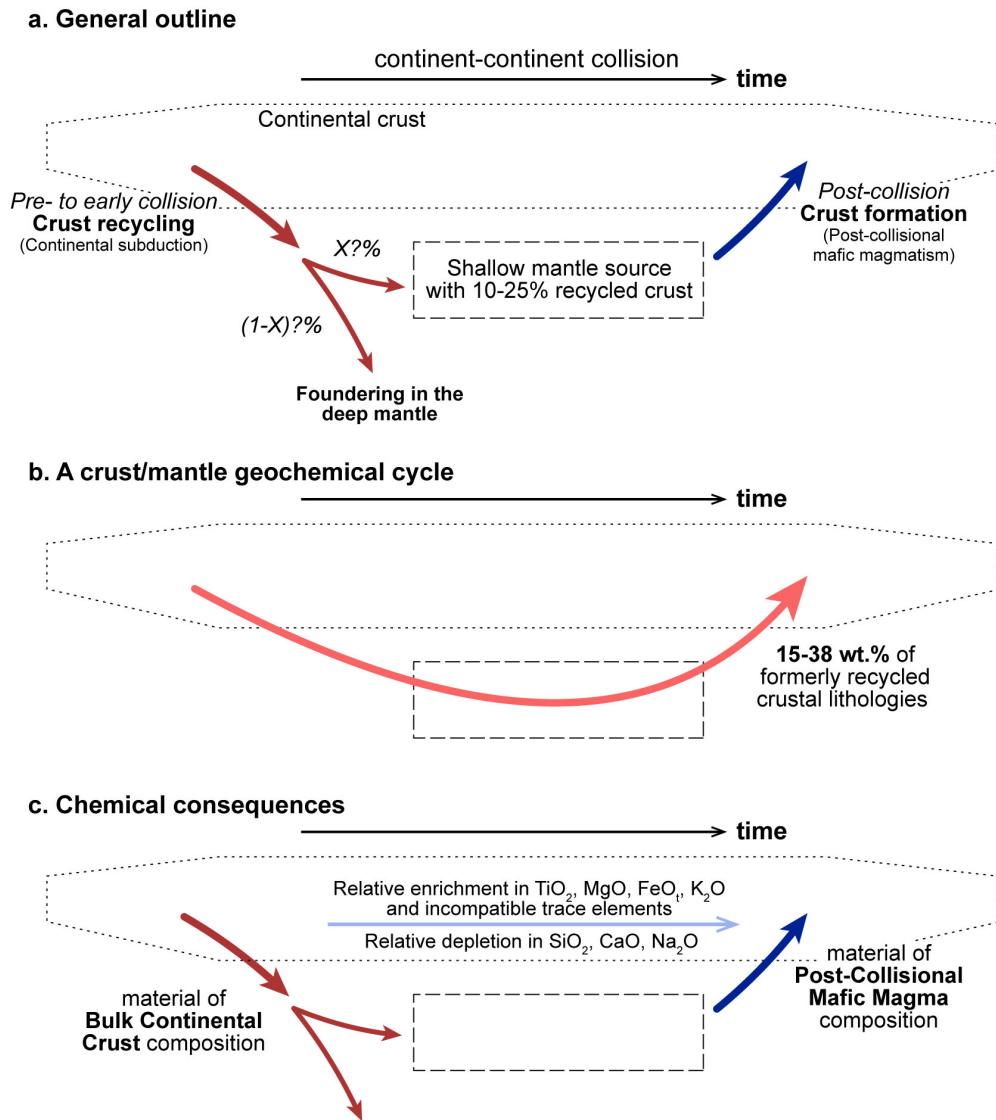 a. General outline
continent-continent collision
time
Continental crust
Pre- to early collision
Crust recycling
(Continental subduction)
X?%
(1-X)?%
Shallow mantle source
with 10-25% recycled crust
Foundering in the
deep mantle
Post-collision
Crust formation
(Post-collisional
mafic magmatism)
b. A crust/mantle geochemical cycle
time
15-38 wt.% of
formerly recycled
crustal lithologies
c. Chemical consequences
time
Relative enrichment in TiO₂, MgO, FeOₜ, K₂O
and incompatible trace elements
Relative depletion in SiO₂, CaO, Na₂O
material of
Bulk Continental
Crust composition
material of
Post-Collisional
Mafic Magma
composition